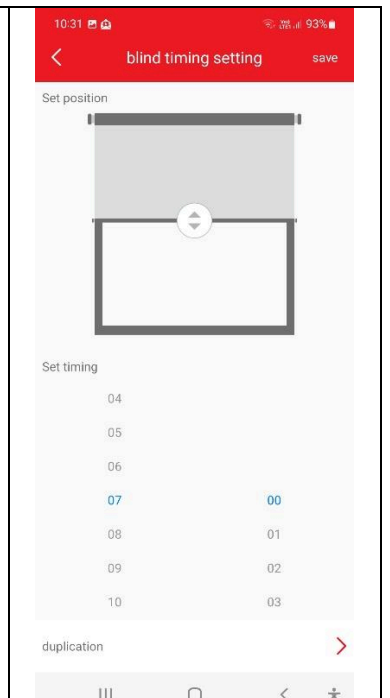 10:31 93%
blind timing setting save
Set position
Set timing
04
05
06
07 00
08 01
09 02
10 03
duplication